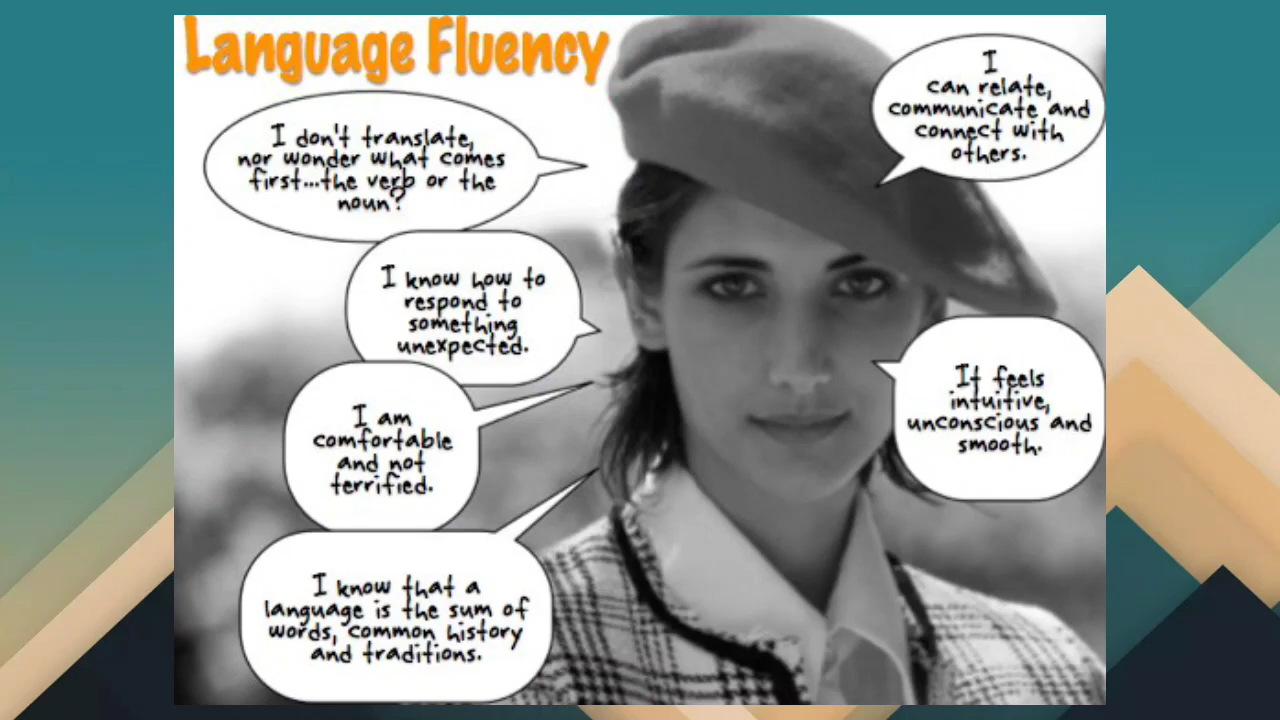 Language Fluency
I don't translate,
nor wonder what comes
first...the verb or the
noun?
I know how to
respond to
something
unexpected.
I am
comfortable
and not
terrified.
I know that a
language is the sum of
words, common history
and traditions.
I
can relate,
communicate and
connect with
others.
It feels
intuitive,
unconscious and
smooth.